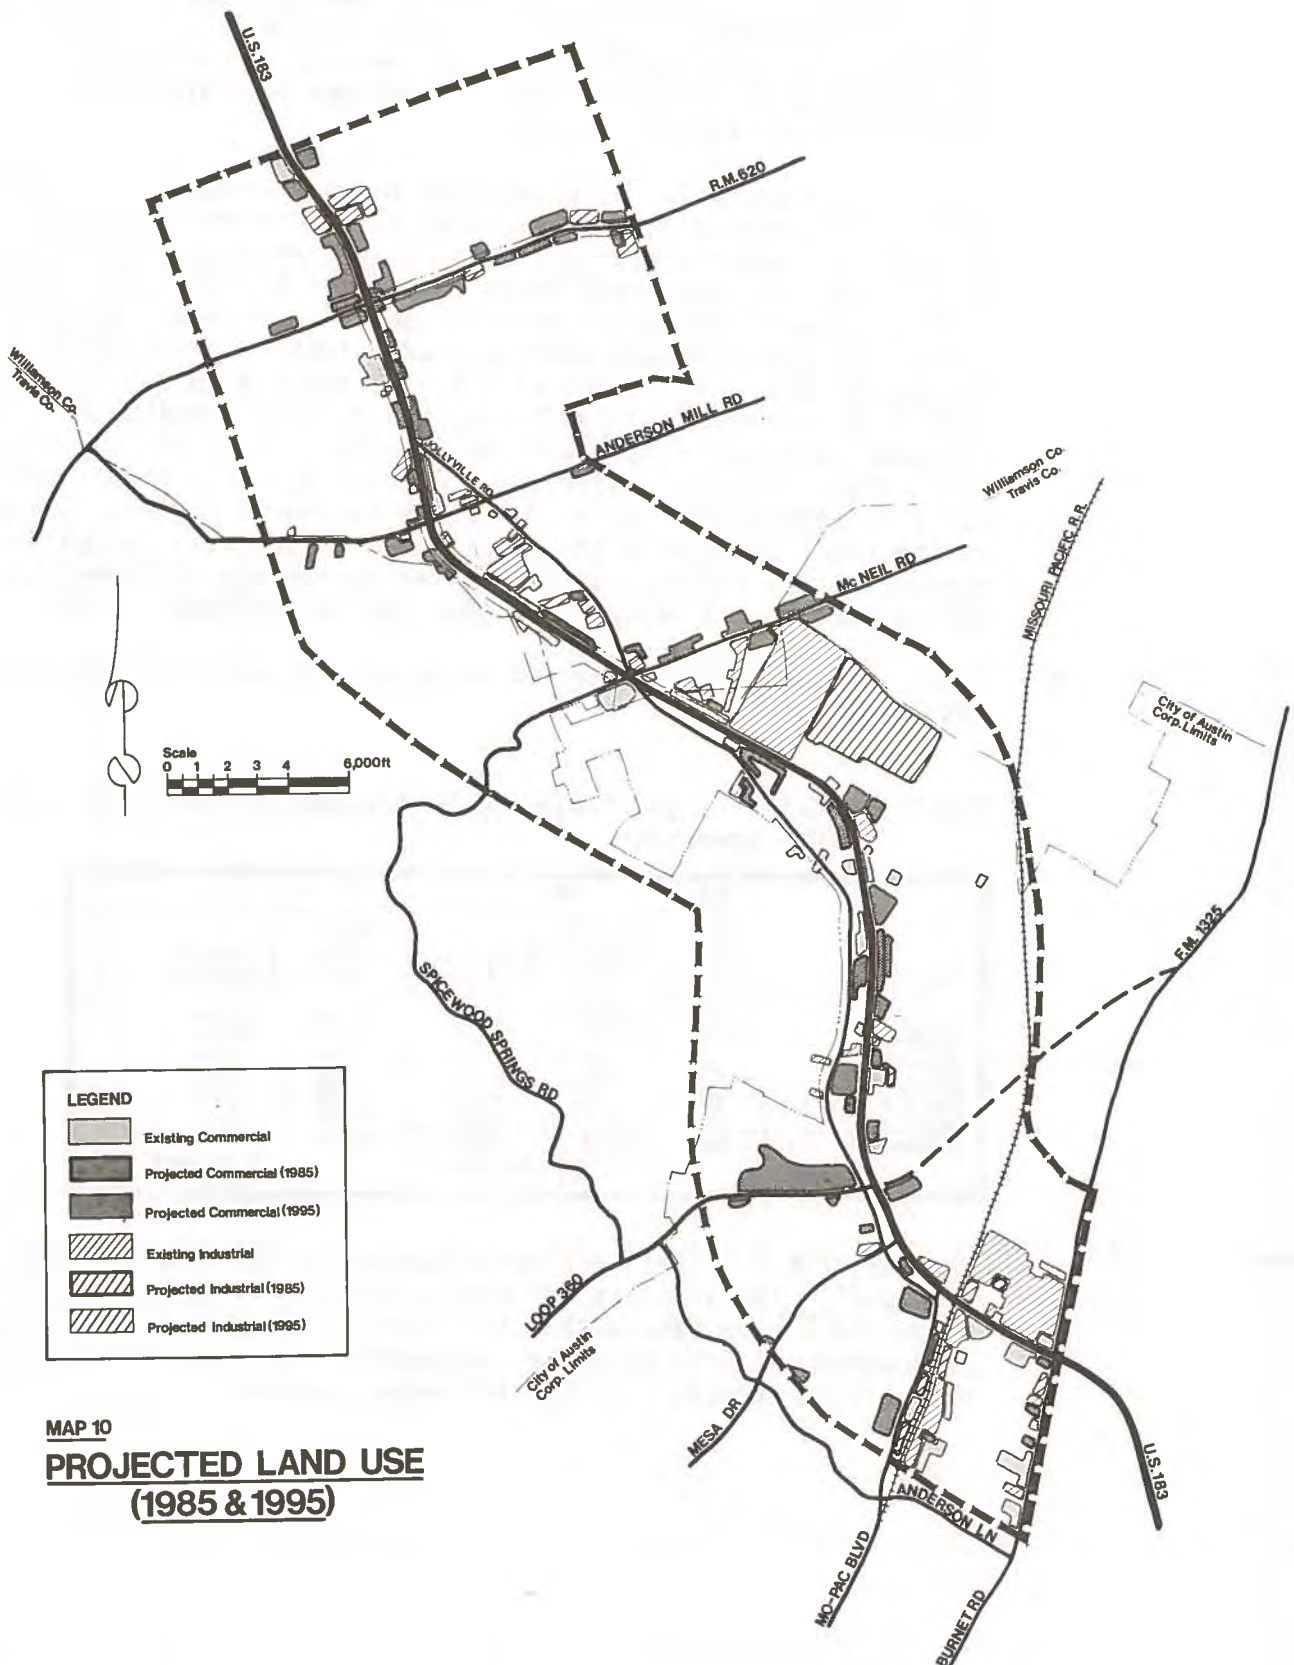 U.S.183
R.M.620
Williamson Co.
Travis Co.
ANDERSON MILL RD
JOLLYVILLE RD
Williamson Co.
Travis Co.
MISSOURI PACIFIC R.R.
McNEIL RD
City of Austin
Corp. Limits
Scale
0 1 2 3 4 6,000ft
F.M. 1325
SPICEWOOD SPRINGS RD
LEGEND
Existing Commercial
Projected Commercial (1985)
Projected Commercial (1995)
Existing Industrial
Projected Industrial (1985)
Projected Industrial (1995)
LOOP 360
City of Austin
Corp. Limits
MESA DR
U.S.183
ANDERSON LN
MO-PAC BLVD
BURNET RD
MAP 10
PROJECTED LAND USE
(1985 & 1995)